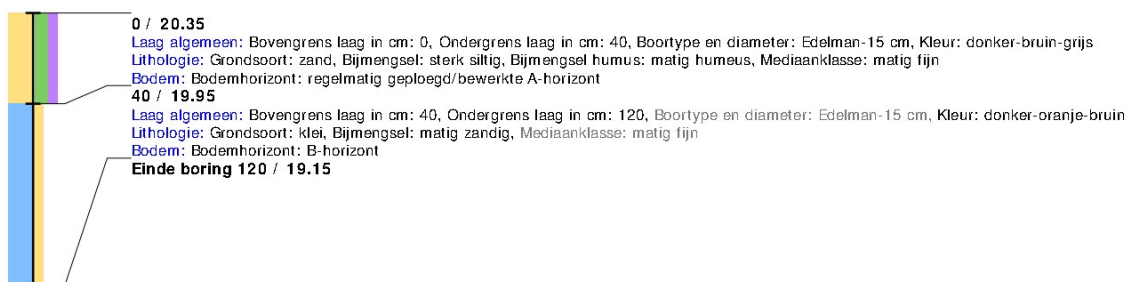 0 / 20.35
Laag algemeen: Bovengrens laag in cm: 0, Ondergrens laag in cm: 40, Boortype en diameter: Edelman-15 cm, Kleur: donker-bruin-grijs
Lithologie: Grondsoort: zand, Bijmengsel: sterk siltig, Bijmengsel humus: matig humeus, Mediaanklasse: matig fijn
Bodem: Bodemhorizont: regelmatig geploegd/bewerkte A-horizont
40 / 19.95
Laag algemeen: Bovengrens laag in cm: 40, Ondergrens laag in cm: 120, Boortype en diameter: Edelman-15 cm, Kleur: donker-oranje-bruin
Lithologie: Grondsoort: klei, Bijmengsel: matig zandig, Mediaanklasse: matig fijn
Bodem: Bodemhorizont: B-horizont
Einde boring 120 / 19.15